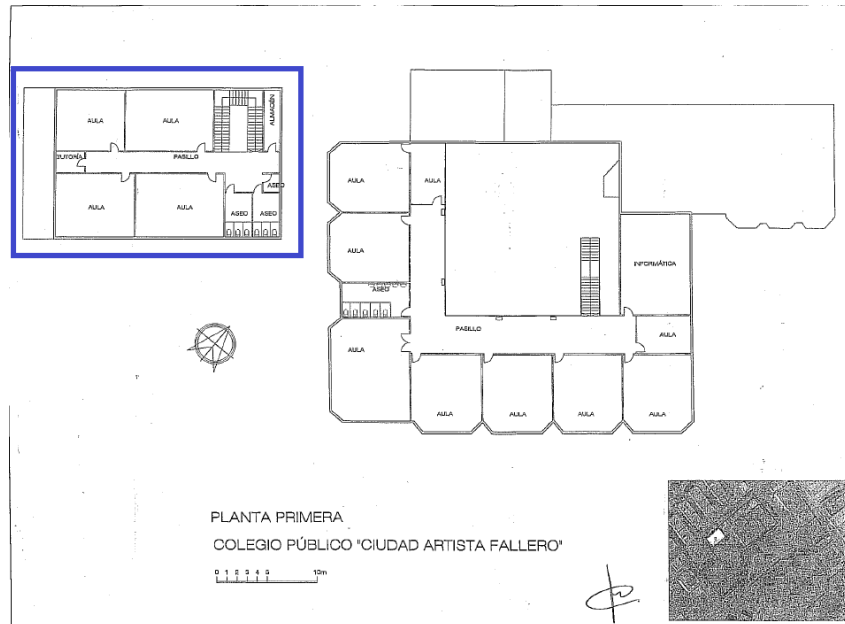 AULA
AULA
ALMACÉN
TUTORÍA
PASILLO
AULA
AULA
ASEO
ASEO
ASEO
AULA
AULA
AULA
ASEO
INFORMÁTICA
PASILLO
AULA
AULA
AULA
AULA
AULA
AULA
PLANTA PRIMERA
COLEGIO PÚBLICO "CIUDAD ARTISTA FALLERO"
0 1 2 3 4 5 10m